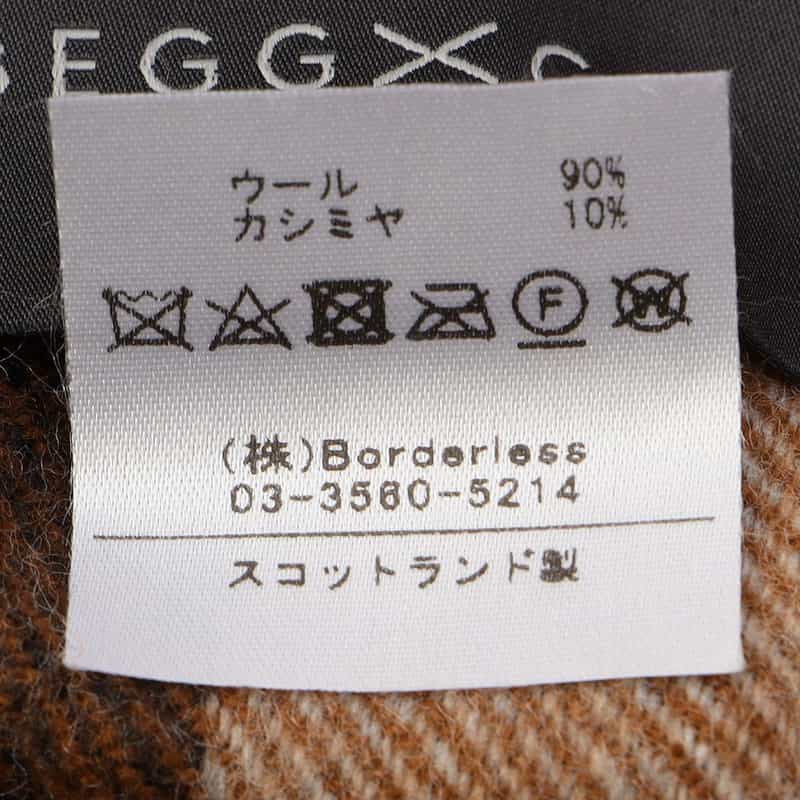 EGG
ウール 90%
カシミヤ 10%
F
W
(株)Borderless
03-3560-5214
スコットランド製